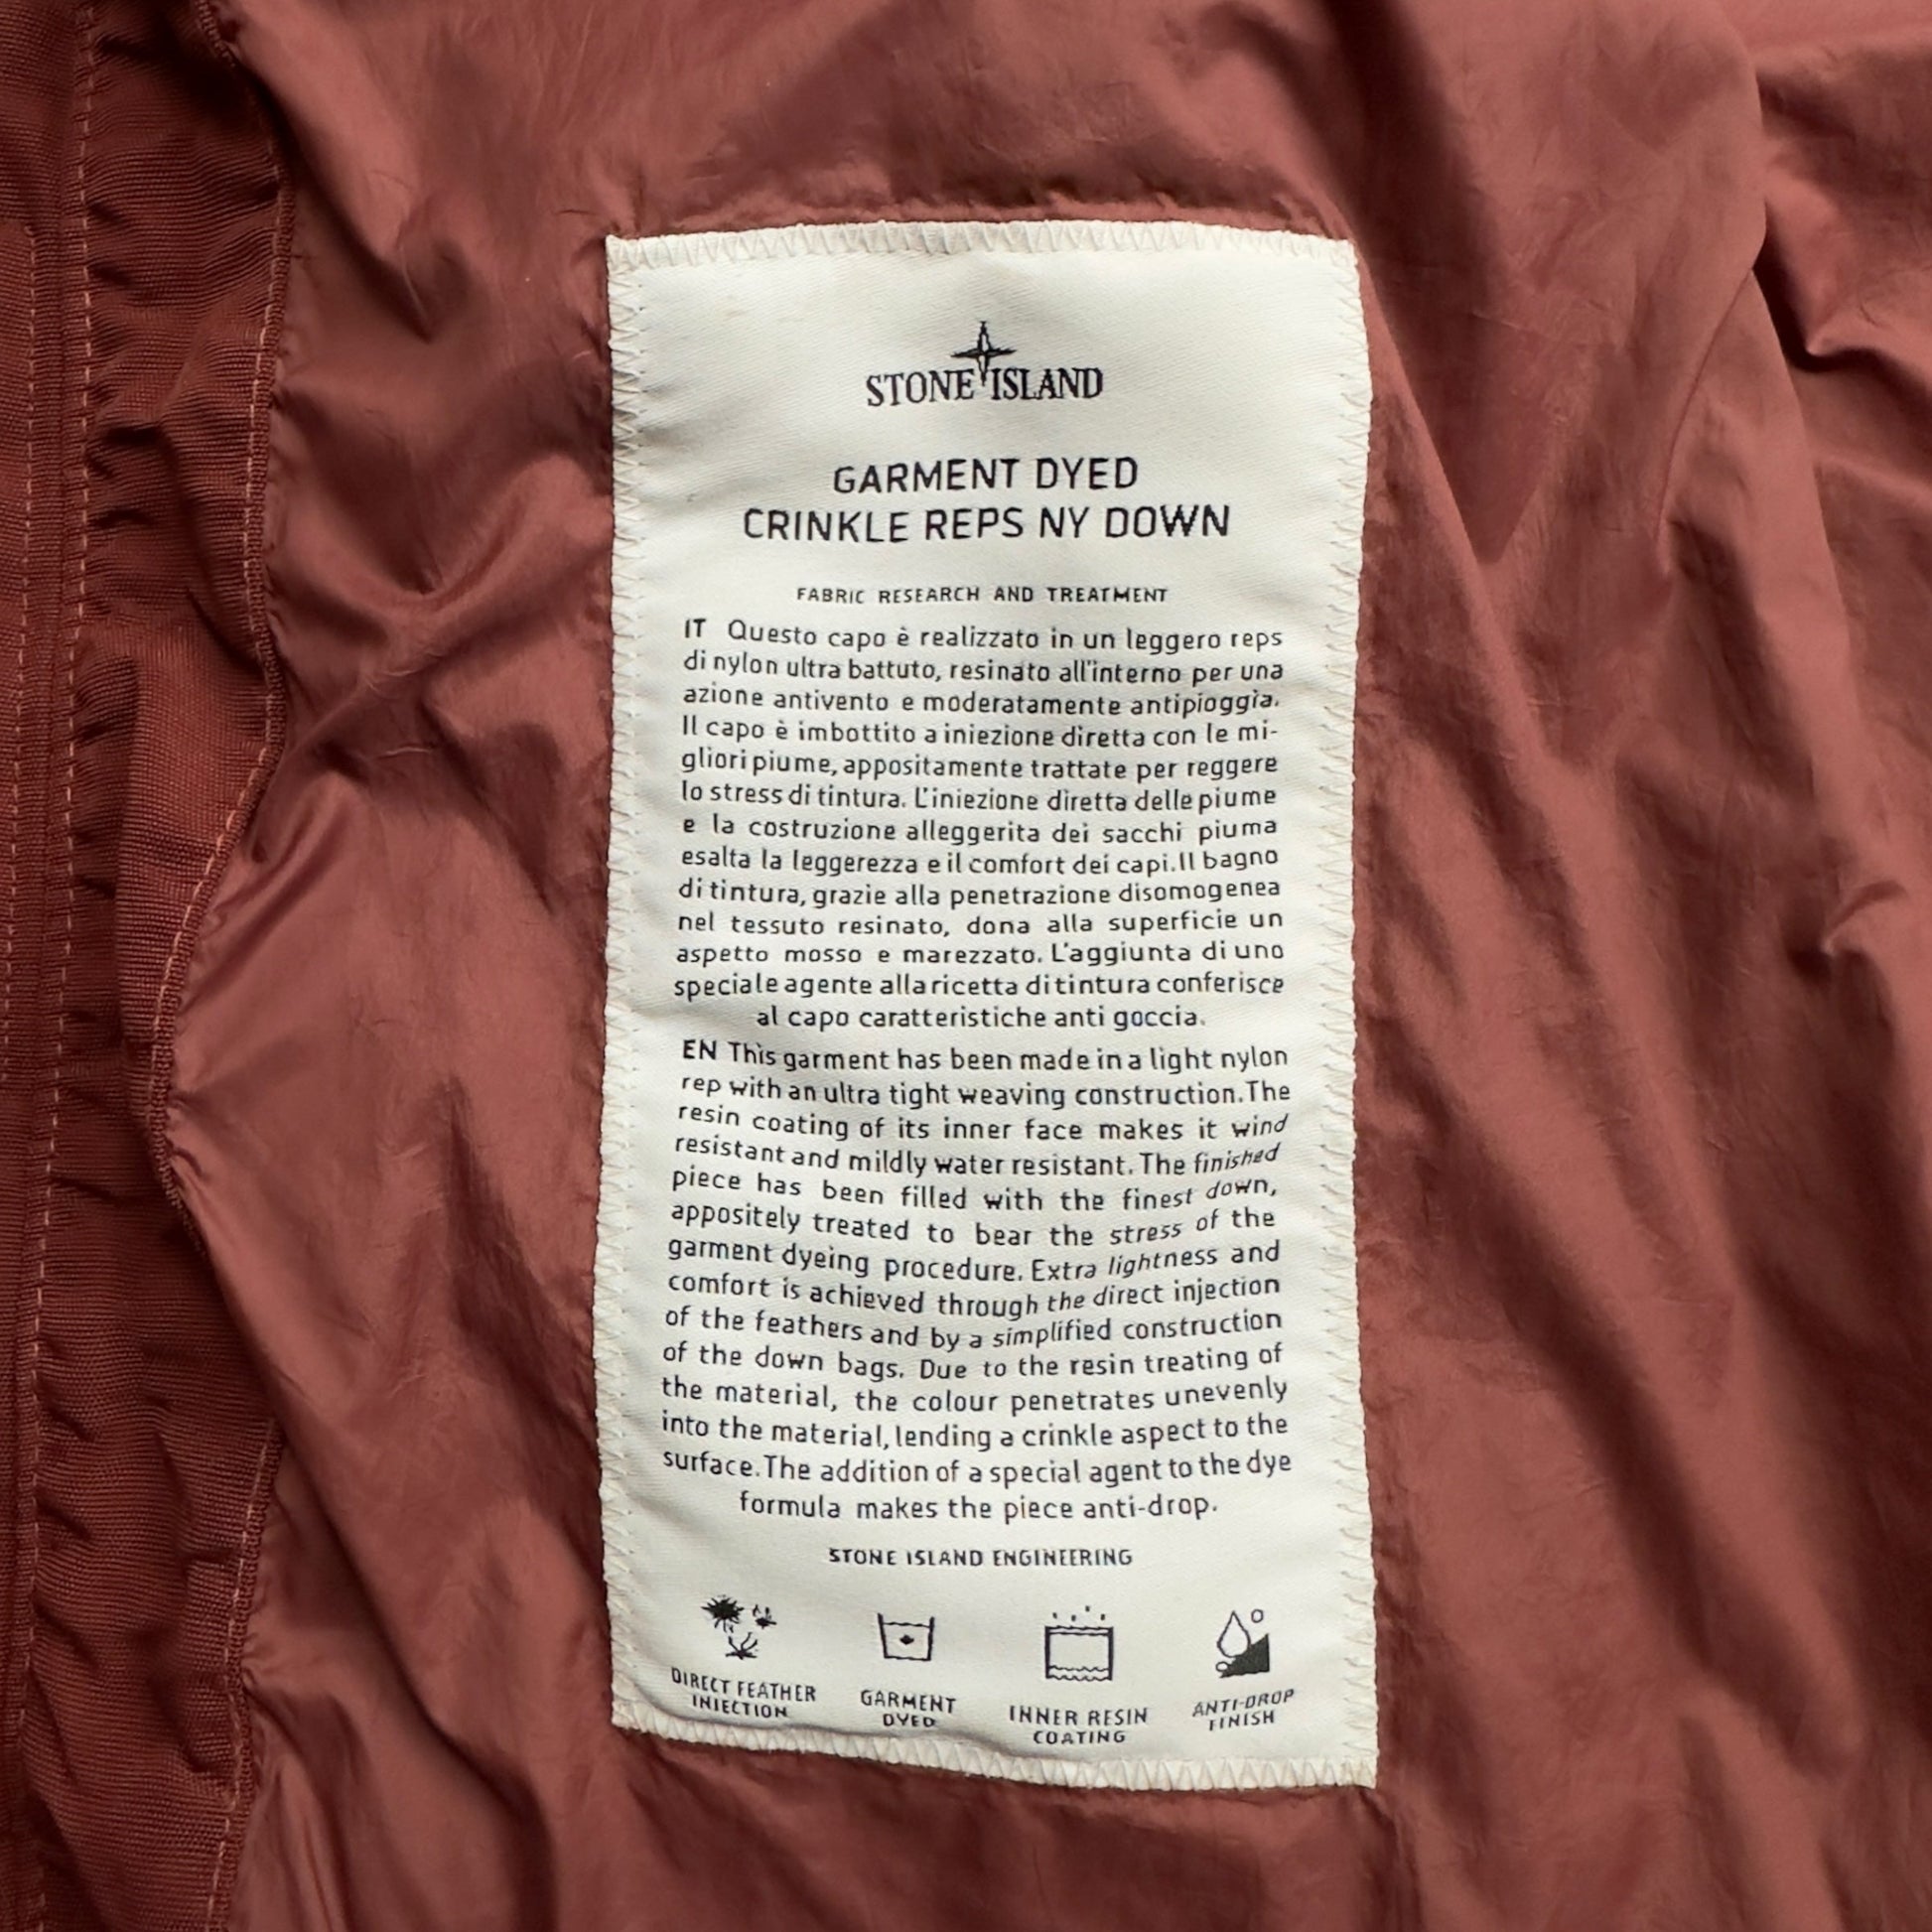 STONE ISLAND
GARMENT DYED
CRINKLE REPS NY DOWN
FABRIC RESEARCH AND TREATMENT
IT Questo capo è realizzato in un leggero reps
di nylon ultra battuto, resinato all'interno per una
azione antivento e moderatamente antipioggia.
Il capo è imbottito a iniezione diretta con le mi-
gliori piume, appositamente trattate per reggere
lo stress di tintura. L'iniezione diretta delle piume
e la costruzione alleggerita dei sacchi piuma
esalta la leggerezza e il comfort dei capi. Il bagno
di tintura, grazie alla penetrazione disomogenea
nel tessuto resinato, dona alla superficie un
aspetto mosso e marezzato. L'aggiunta di uno
speciale agente alla ricetta di tintura conferisce
al capo caratteristiche anti goccia.
EN This garment has been made in a light nylon
rep with an ultra tight weaving construction. The
resin coating of its inner face makes it wind
resistant and mildly water resistant. The finished
piece has been filled with the finest down,
appositely treated to bear the stress of the
garment dyeing procedure. Extra lightness and
comfort is achieved through the direct injection
of the feathers and by a simplified construction
of the down bags. Due to the resin treating of
the material, the colour penetrates unevenly
into the material, lending a crinkle aspect to the
surface. The addition of a special agent to the dye
formula makes the piece anti-drop.
STONE ISLAND ENGINEERING
DIRECT FEATHER
INJECTION
GARMENT
DYED
INNER RESIN
COATING
ANTI-DROP
FINISH